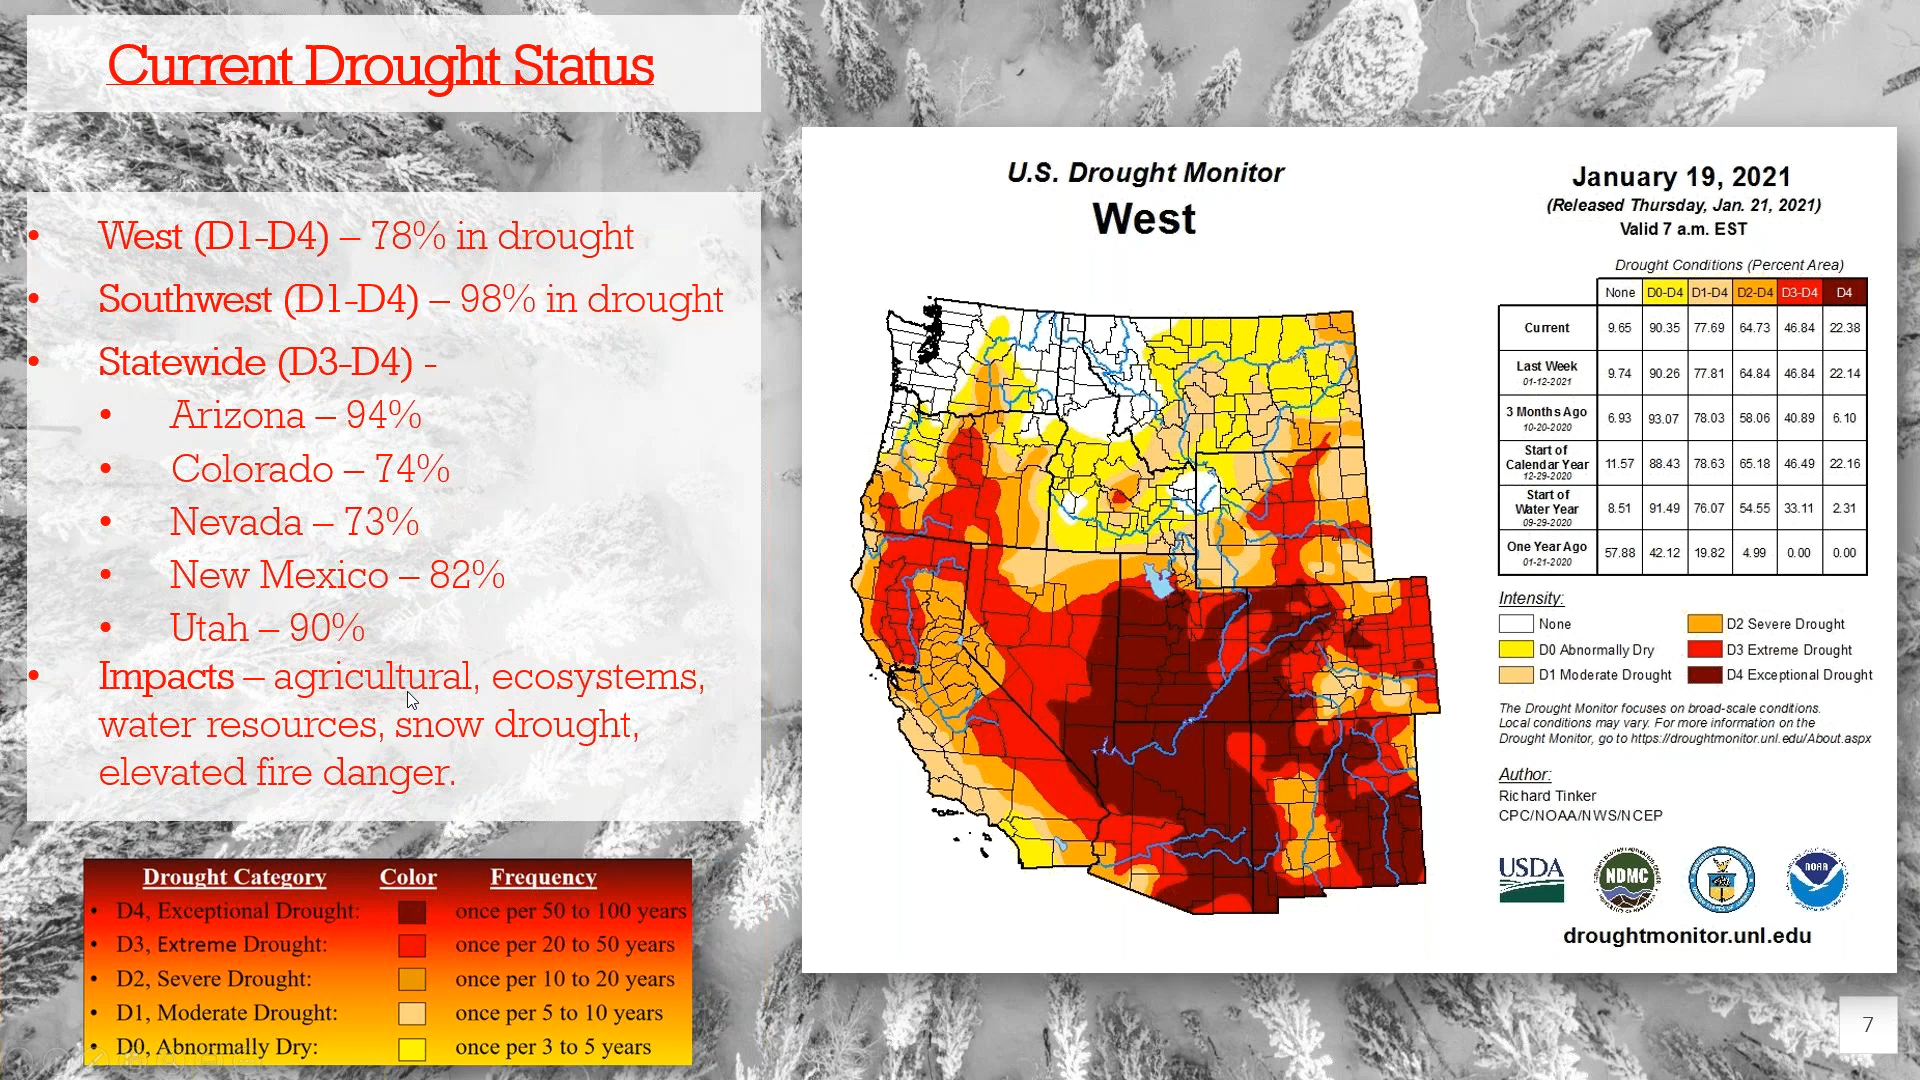 Current Drought Status
• West (D1-D4) – 78% in drought
• Southwest (D1-D4) – 98% in drought
• Statewide (D3-D4) -
• Arizona – 94%
• Colorado – 74%
• Nevada – 73%
• New Mexico – 82%
• Utah – 90%
• Impacts – agricultural, ecosystems,
water resources, snow drought,
elevated fire danger.
Drought Category Color Frequency
• D4, Exceptional Drought: once per 50 to 100 years
• D3, Extreme Drought: once per 20 to 50 years
• D2, Severe Drought: once per 10 to 20 years
• D1, Moderate Drought: once per 5 to 10 years
• D0, Abnormally Dry: once per 3 to 5 years
U.S. Drought Monitor
West
January 19, 2021
(Released Thursday, Jan. 21, 2021)
Valid 7 a.m. EST
Drought Conditions (Percent Area)
None D0-D4 D1-D4 D2-D4 D3-D4 D4
Current 9.65 90.35 77.69 64.73 46.84 22.38
Last Week
01-12-2021 9.74 90.26 77.81 64.84 46.84 22.14
3 Months Ago
10-20-2020 6.93 93.07 78.03 58.06 40.89 6.10
Start of
Calendar Year
12-29-2020 11.57 88.43 78.63 65.18 46.49 22.16
Start of
Water Year
09-29-2020 8.51 91.49 76.07 54.55 33.11 2.31
One Year Ago
01-21-2020 57.88 42.12 19.82 4.99 0.00 0.00
Intensity:
None
D0 Abnormally Dry
D1 Moderate Drought
D2 Severe Drought
D3 Extreme Drought
D4 Exceptional Drought
The Drought Monitor focuses on broad-scale conditions.
Local conditions may vary. For more information on the
Drought Monitor, go to https://droughtmonitor.unl.edu/About.aspx
Author:
Richard Tinker
CPC/NOAA/NWS/NCEP
USDA
NDMC
NOAA
droughtmonitor.unl.edu
7